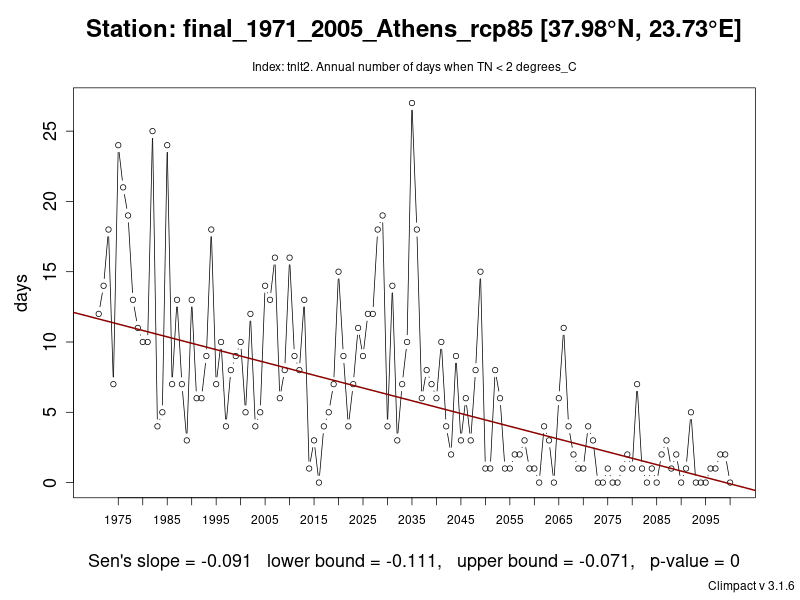 Station: final_1971_2005_Athens_rcp85 [37.98°N, 23.73°E]
Index: tnlt2. Annual number of days when TN < 2 degrees_C
days
25
20
15
10
5
0
1975 1985 1995 2005 2015 2025 2035 2045 2055 2065 2075 2085 2095
Sen's slope = -0.091 lower bound = -0.111, upper bound = -0.071, p-value = 0
Climpact v 3.1.6